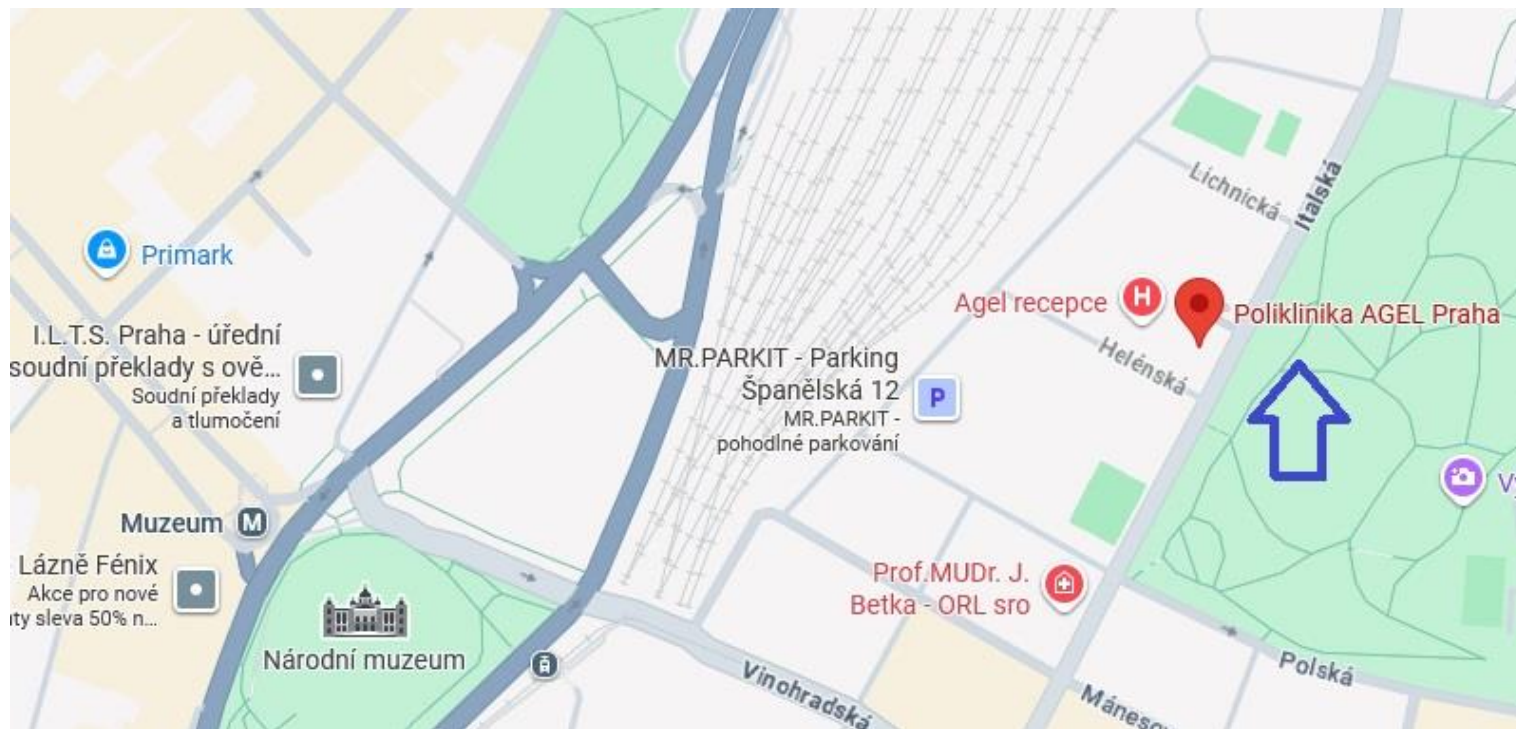 Lichnická
Italská
Primark
Agel recepce
H
Poliklinika AGEL Praha
I.L.T.S. Praha - úřední
soudní překlady s ově...
Soudní překlady
a tlumočení
MR.PARKIT - Parking
Španělská 12
MR.PARKIT -
pohodlné parkování
P
Helénská
Muzeum
M
Lázně Fénix
Akce pro nové
ty sleva 50% n...
Národní muzeum
Prof.MUDr. J.
Betka - ORL sro
Vinohradská
Polská
Mánesov